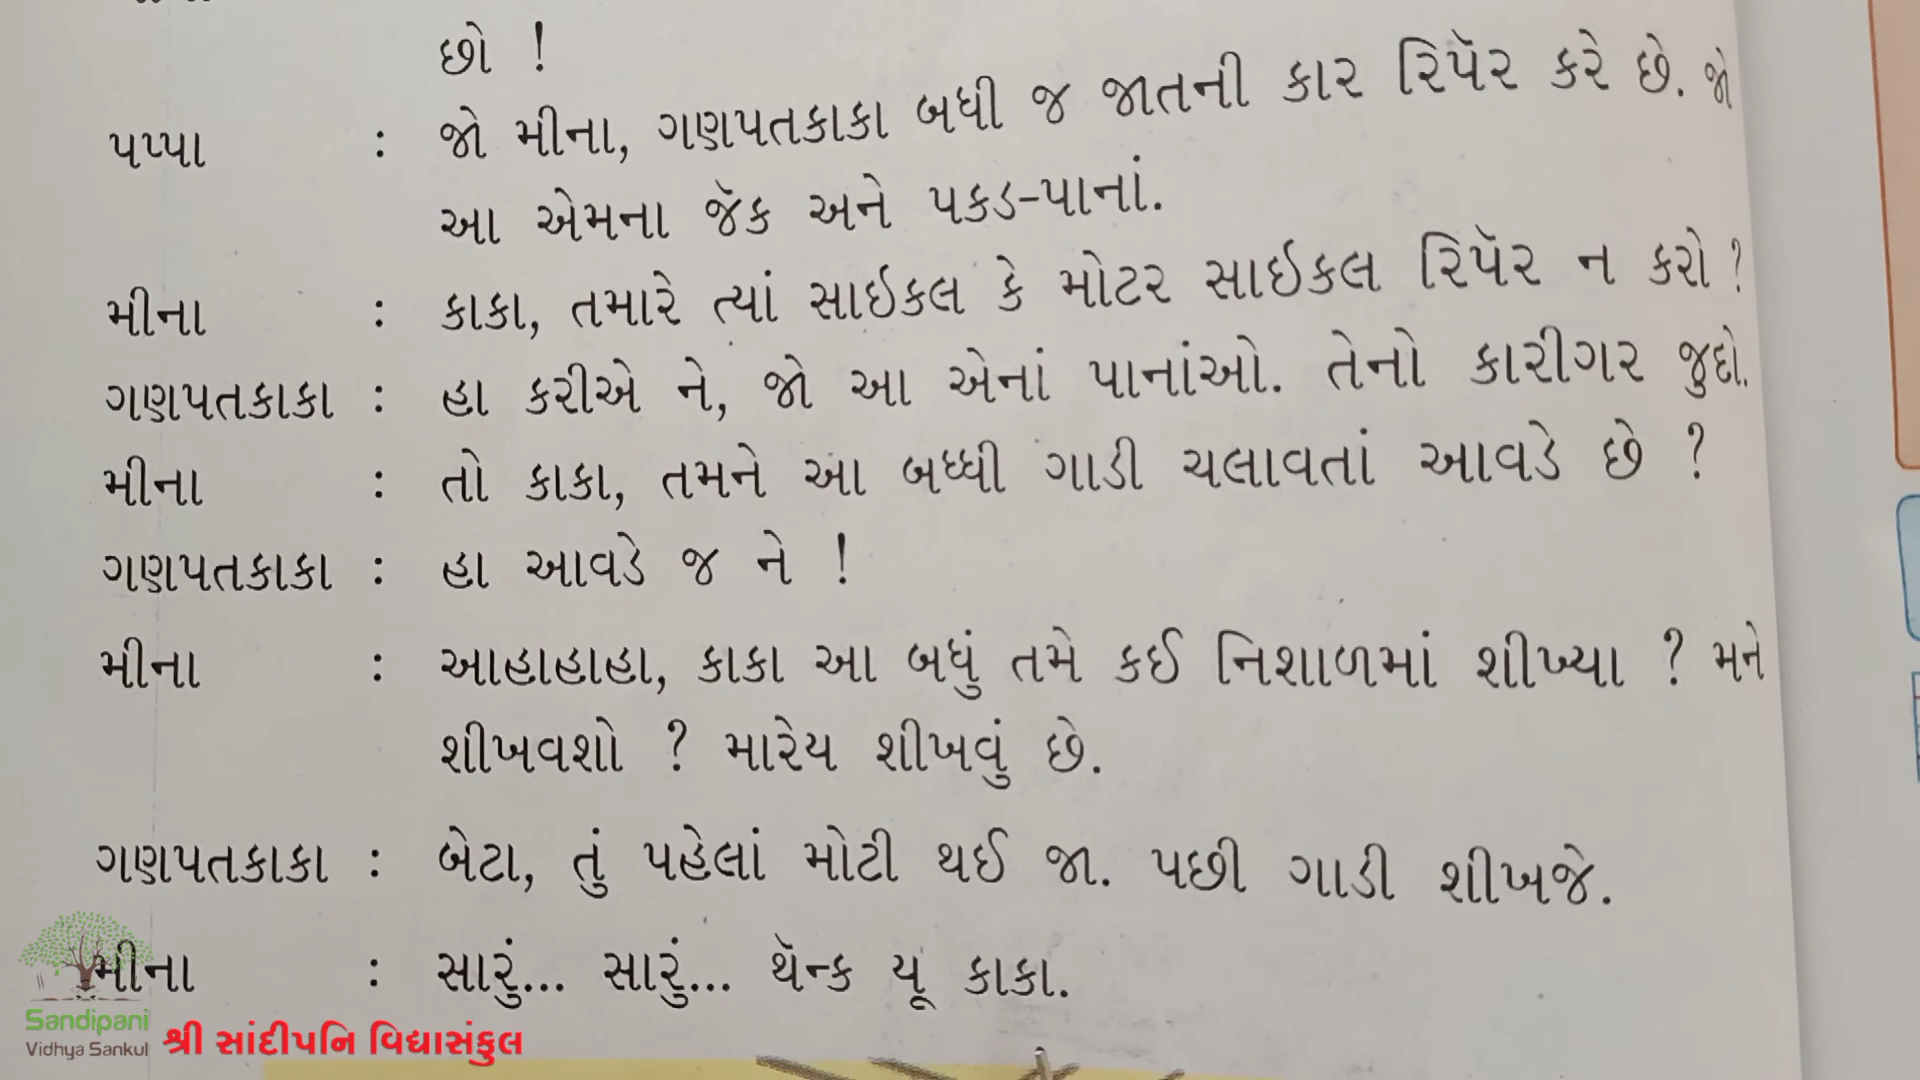 છો !
પપ્પા : જો મીના, ગણપતકાકા બધી જ જાતની કાર રિપૅર કરે છે. જો
આ એમના જૅક અને પકડ-પાનાં.
મીના : કાકા, તમારે ત્યાં સાઇકલ કે મોટર સાઇકલ રિપૅર ન કરો ?
ગણપતકાકા : હા કરીએ ને, જો આ એનાં પાનાંઓ. તેનો કારીગર જુદો.
મીના : તો કાકા, તમને આ બધ્ધી ગાડી ચલાવતાં આવડે છે ?
ગણપતકાકા : હા આવડે જ ને !
મીના : આહાહાહા, કાકા આ બધું તમે કઈ નિશાળમાં શીખ્યા ? મને
શીખવશો ? મારેય શીખવું છે.
ગણપતકાકા : બેટા, તું પહેલાં મોટી થઈ જા. પછી ગાડી શીખજે.
મીના : સારું... સારું... થૅન્ક યૂ કાકા.
Sandipani
Vidhya Sankul
શ્રી સાંદીપનિ વિદ્યાસંકુલ